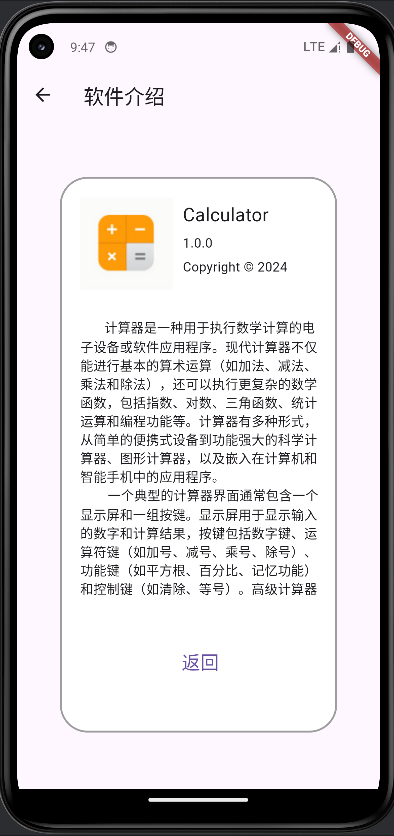 9:47
LTE
DEBUG
软件介绍
Calculator
1.0.0
Copyright © 2024
计算器是一种用于执行数学计算的电
子设备或软件应用程序。现代计算器不仅
能进行基本的算术运算（如加法、减法、
乘法和除法），还可以执行更复杂的数学
函数，包括指数、对数、三角函数、统计
运算和编程功能等。计算器有多种形式，
从简单的便携式设备到功能强大的科学计
算器、图形计算器，以及嵌入在计算机和
智能手机中的应用程序。
一个典型的计算器界面通常包含一个
显示屏和一组按键。显示屏用于显示输入
的数字和计算结果，按键包括数字键、运
算符键（如加号、减号、乘号、除号）、
功能键（如平方根、百分比、记忆功能）
和控制键（如清除、等号）。高级计算器
返回